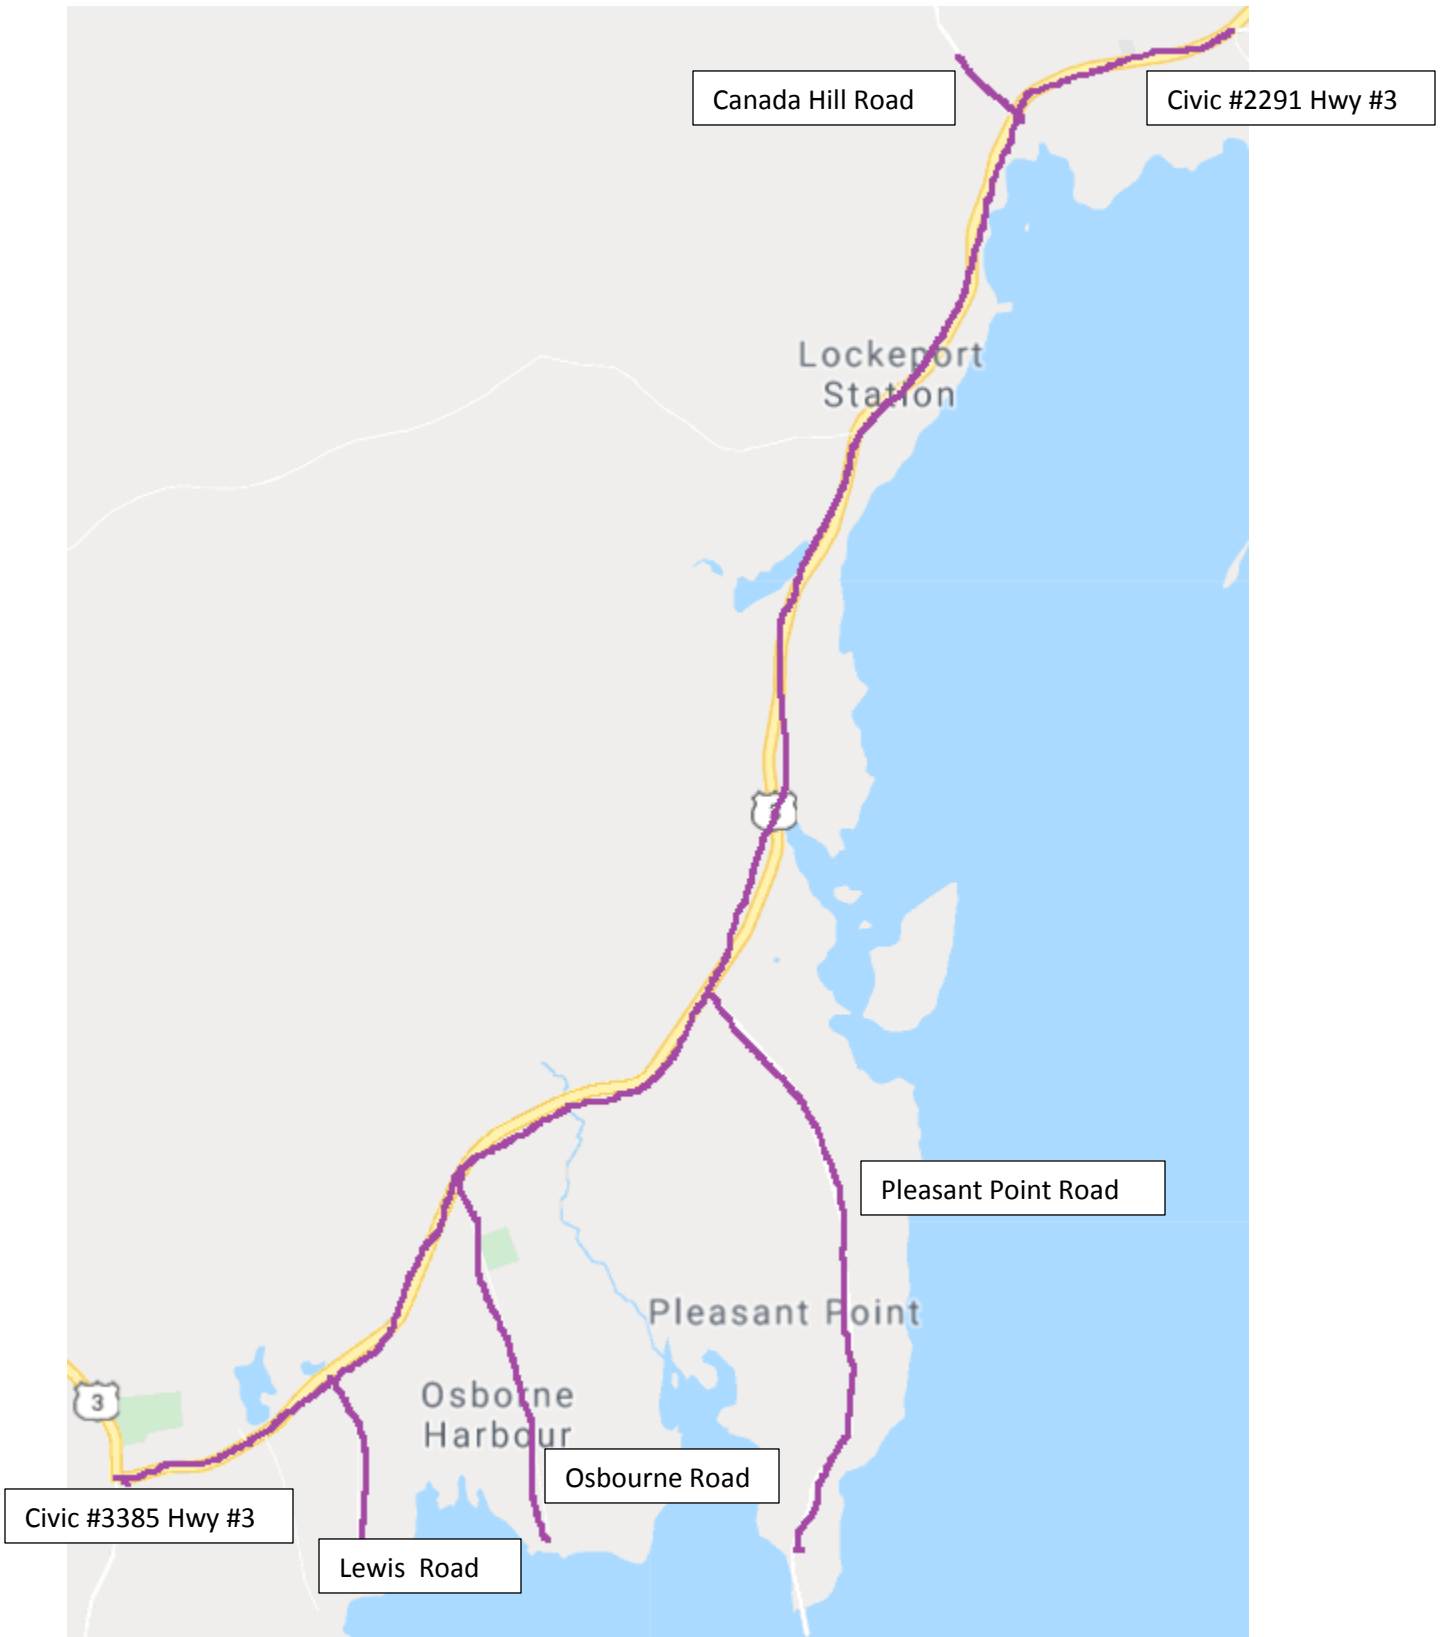 Canada Hill Road
Civic #2291 Hwy #3
Lockeport
Station
Pleasant Point Road
Pleasant Point
3
Osborne
Harbour
Osbourne Road
Civic #3385 Hwy #3
Lewis Road